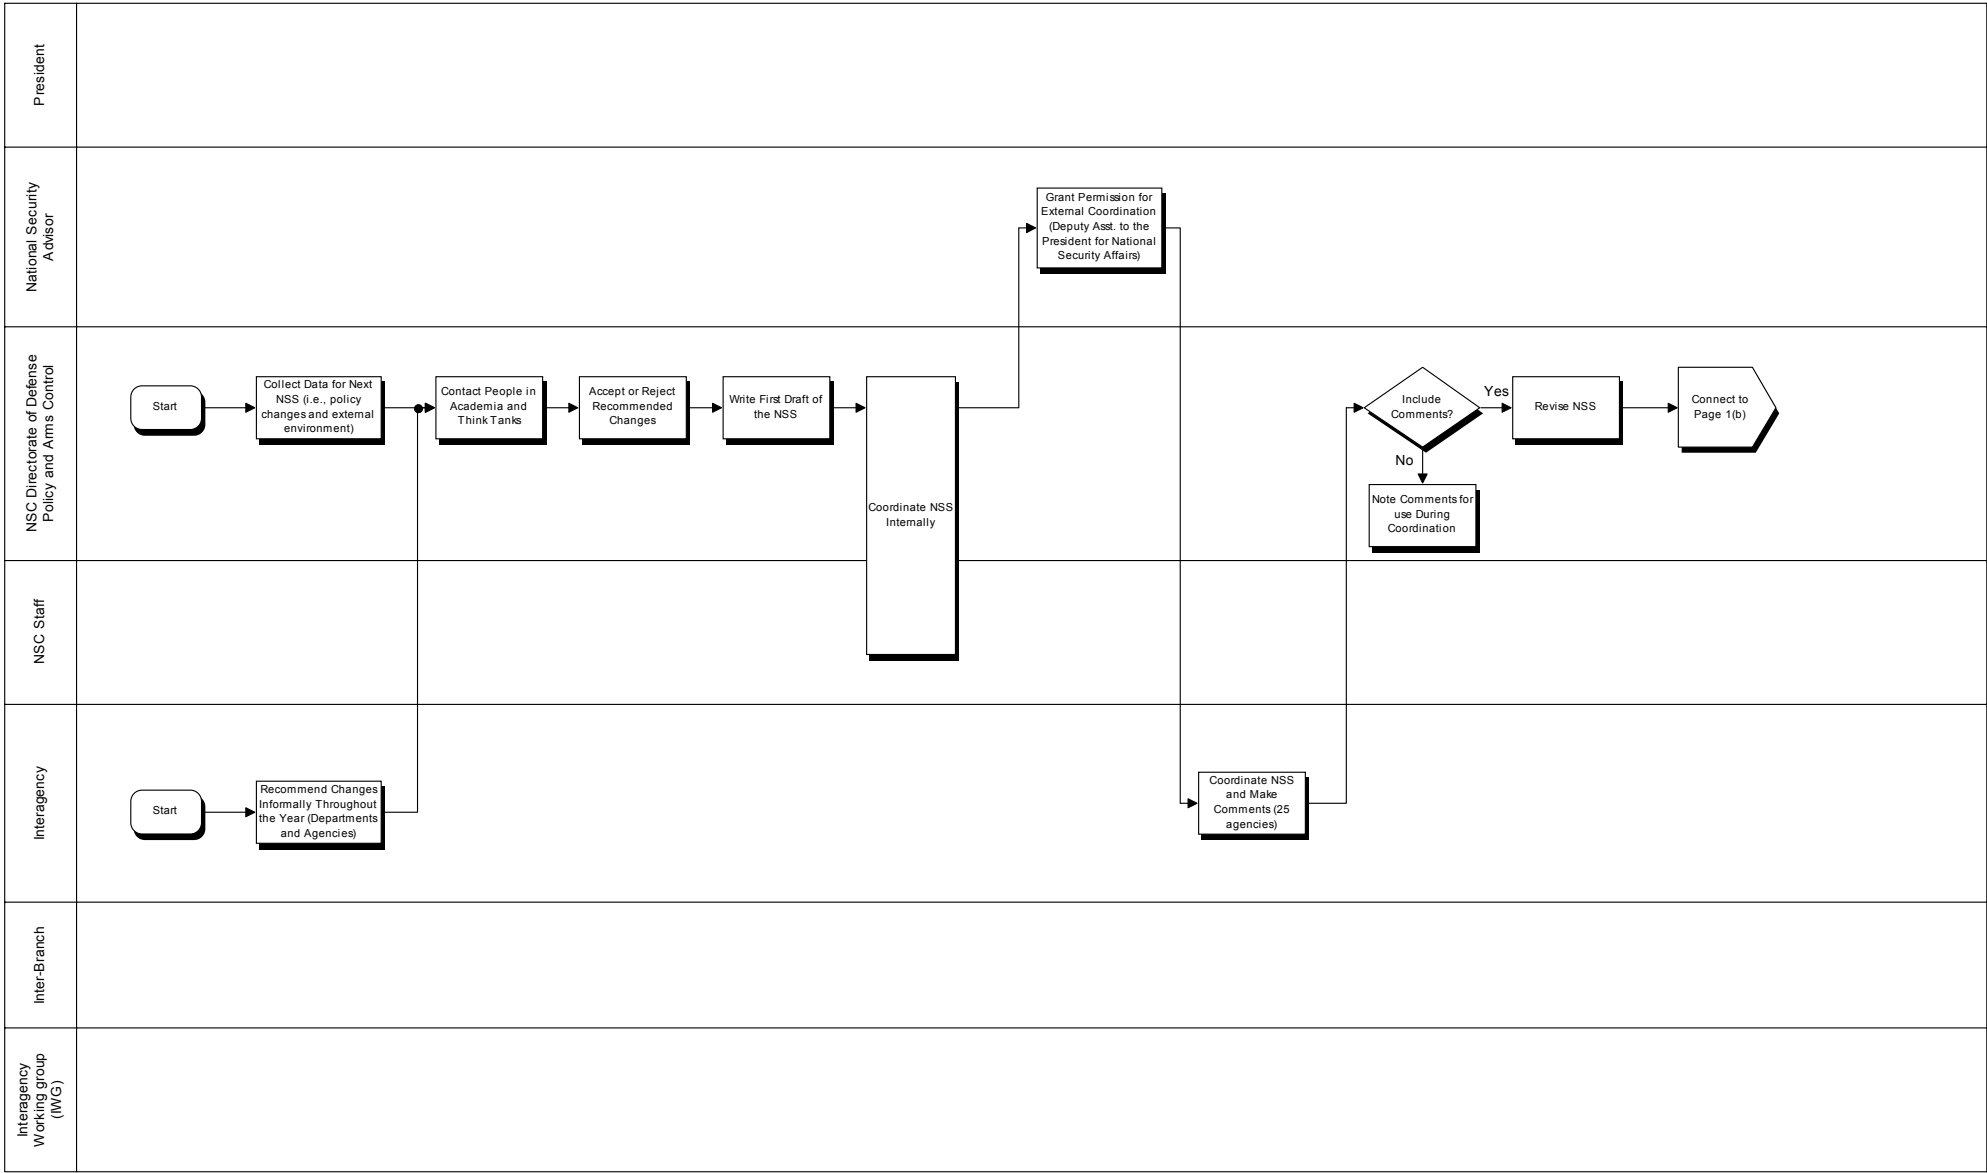 President
National Security
Advisor
Grant Permission for
External Coordination
(Deputy Asst. to the
President for National
Security Affairs)
NSC Directorate of Defense
Policy and Arms Control
Start
Collect Data for Next
NSS (i.e., policy
changes and external
environment)
Contact People in
Academia and
Think Tanks
Accept or Reject
Recommended
Changes
Write First Draft of
the NSS
Coordinate NSS
Internally
Include
Comments?
Yes
No
Revise NSS
Connect to
Page 1(b)
Note Comments for
use During
Coordination
NSC Staff
Interagency
Start
Recommend Changes
Informally Throughout
the Year (Departments
and Agencies)
Coordinate NSS
and Make
Comments (25
agencies)
Inter-Branch
Interagency
Working group
(IWG)